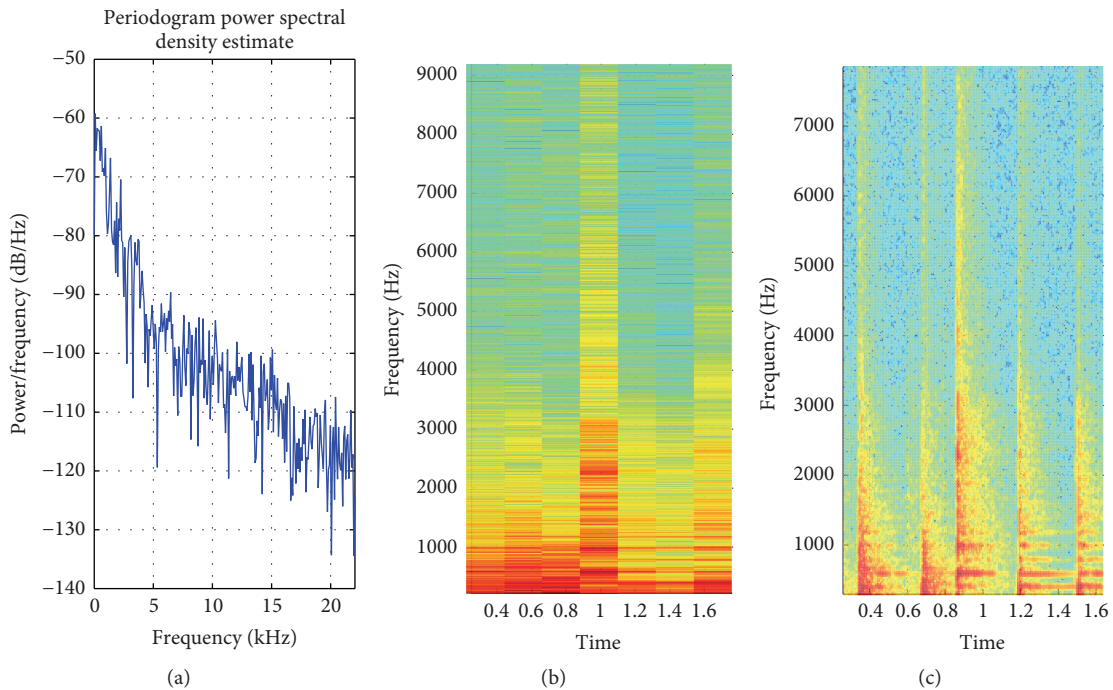 Periodogram power spectral
density estimate
Power/frequency (dB/Hz)
−50
−60
−70
−80
−90
−100
−110
−120
−130
−140
0 5 10 15 20
Frequency (kHz)
(a)
Frequency (Hz)
9000
8000
7000
6000
5000
4000
3000
2000
1000
0.4 0.6 0.8 1 1.2 1.4 1.6
Time
(b)
Frequency (Hz)
7000
6000
5000
4000
3000
2000
1000
0.4 0.6 0.8 1 1.2 1.4 1.6
Time
(c)